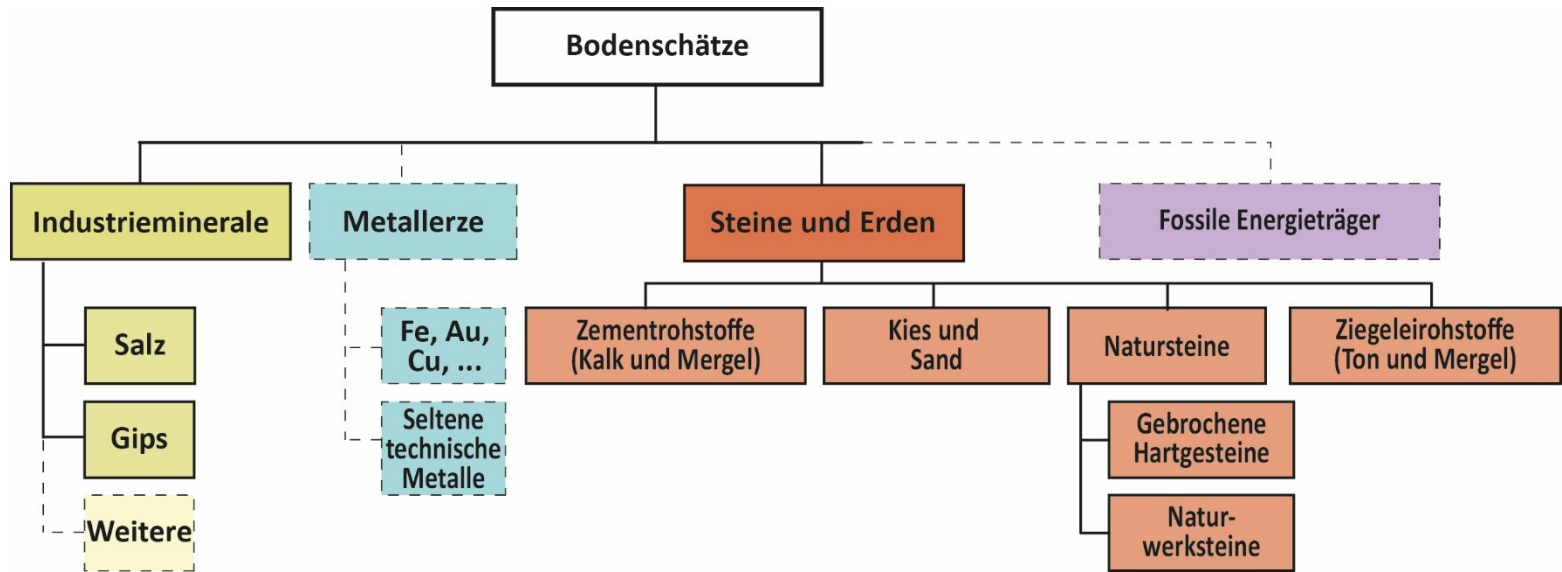 Bodenschätze
Industrieminerale
Metallerze
Steine und Erden
Fossile Energieträger
Salz
Gips
Weitere
Fe, Au,
Cu, ...
Seltene
technische
Metalle
Zementrohstoffe
(Kalk und Mergel)
Kies und
Sand
Natursteine
Ziegeleirohstoffe
(Ton und Mergel)
Gebrochene
Hartgesteine
Natur-
werksteine